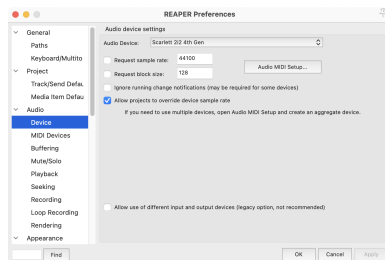 REAPER Preferences
General
Paths
Keyboard/Multito
Project
Track/Send Defau
Media Item Defau
Audio
Device
MIDI Devices
Buffering
Mute/Solo
Playback
Seeking
Recording
Loop Recording
Rendering
Appearance
Find
Audio device settings
Audio Device: Scarlett 2i2 4th Gen
Request sample rate: 44100
Request block size: 128
Audio MIDI Setup...
Ignore running change notifications (may be required for some devices)
Allow projects to override device sample rate
If you need to use multiple devices, open Audio MIDI Setup and create an aggregate device.
Allow use of different input and output devices (legacy option, not recommended)
OK Cancel Apply